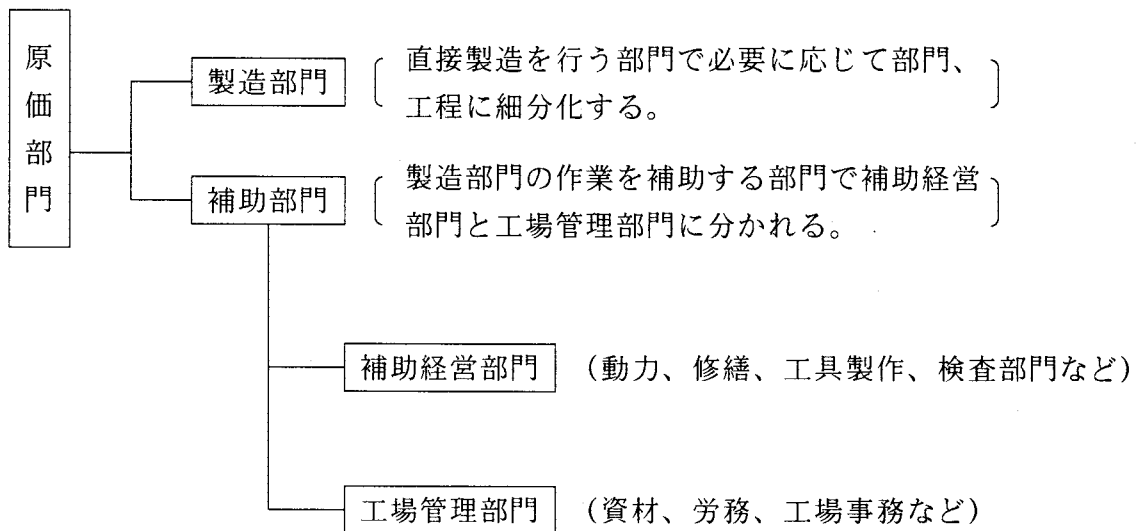 原価部門
製造部門
直接製造を行う部門で必要に応じて部門、
工程に細分化する。
補助部門
製造部門の作業を補助する部門で補助経営
部門と工場管理部門に分かれる。
補助経営部門 (動力、修繕、工具製作、検査部門など)
工場管理部門 (資材、労務、工場事務など)